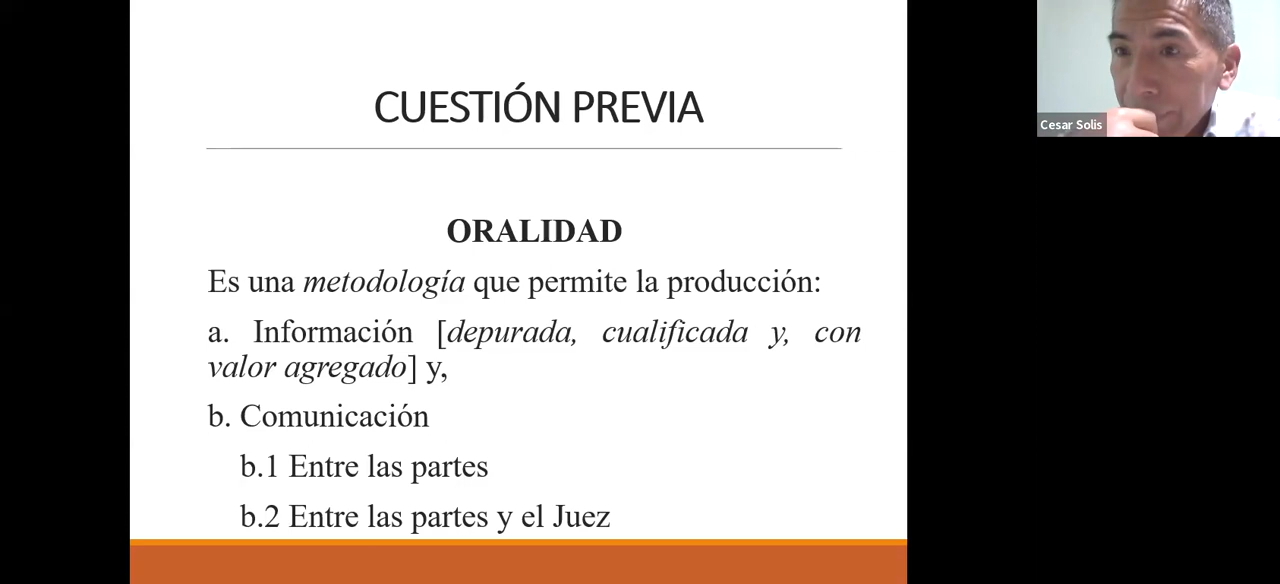 CUESTIÓN PREVIA
ORALIDAD
Es una metodología que permite la producción:
a. Información [depurada, cualificada y, con
valor agregado] y,
b. Comunicación
b.1 Entre las partes
b.2 Entre las partes y el Juez
Cesar Solis